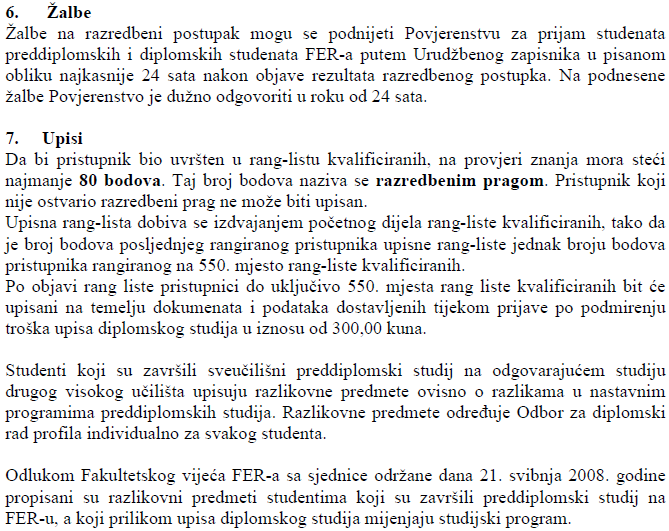 6. Žalbe
Žalbe na razredbeni postupak mogu se podnijeti Povjerenstvu za prijam studenata
preddiplomskih i diplomskih studenata FER-a putem Urudžbenog zapisnika u pisanom
obliku najkasnije 24 sata nakon objave rezultata razredbenog postupka. Na podnesene
žalbe Povjerenstvo je dužno odgovoriti u roku od 24 sata.
7. Upisi
Da bi pristupnik bio uvršten u rang-listu kvalificiranih, na provjeri znanja mora steći
najmanje 80 bodova. Taj broj bodova naziva se razredbenim pragom. Pristupnik koji
nije ostvario razredbeni prag ne može biti upisan.
Upisna rang-lista dobiva se izdvajanjem početnog dijela rang-liste kvalificiranih, tako da
je broj bodova posljednjeg rangiranog pristupnika upisne rang-liste jednak broju bodova
pristupnika rangiranog na 550. mjesto rang-liste kvalificiranih.
Po objavi rang liste pristupnici do uključivo 550. mjesta rang liste kvalificiranih bit će
upisani na temelju dokumenata i podataka dostavljenih tijekom prijave po podmirenju
troška upisa diplomskog studija u iznosu od 300,00 kuna.
Studenti koji su završili sveučilišni preddiplomski studij na odgovarajućem studiju
drugog visokog učilišta upisuju razlikovne predmete ovisno o razlikama u nastavnim
programima preddiplomskih studija. Razlikovne predmete određuje Odbor za diplomski
rad profila individualno za svakog studenta.
Odlukom Fakultetskog vijeća FER-a sa sjednice održane dana 21. svibnja 2008. godine
propisani su razlikovni predmeti studentima koji su završili preddiplomski studij na
FER-u, a koji prilikom upisa diplomskog studija mijenjaju studijski program.